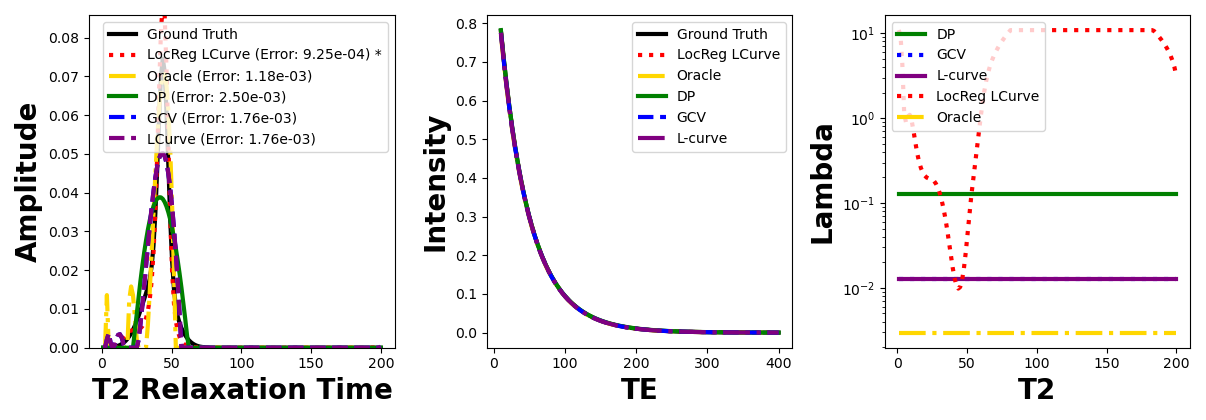 Amplitude
0.08
0.07
0.06
0.05
0.04
0.03
0.02
0.01
0.00
0
50
100
150
200
T2 Relaxation Time
Ground Truth
LocReg LCurve (Error: 9.25e-04) *
Oracle (Error: 1.18e-03)
DP (Error: 2.50e-03)
GCV (Error: 1.76e-03)
LCurve (Error: 1.76e-03)
Intensity
0.8
0.7
0.6
0.5
0.4
0.3
0.2
0.1
0.0
0
100
200
300
400
TE
Ground Truth
LocReg LCurve
Oracle
DP
GCV
L-curve
Lambda
10¹
10⁰
10⁻¹
10⁻²
0
50
100
150
200
T2
DP
GCV
L-curve
LocReg LCurve
Oracle